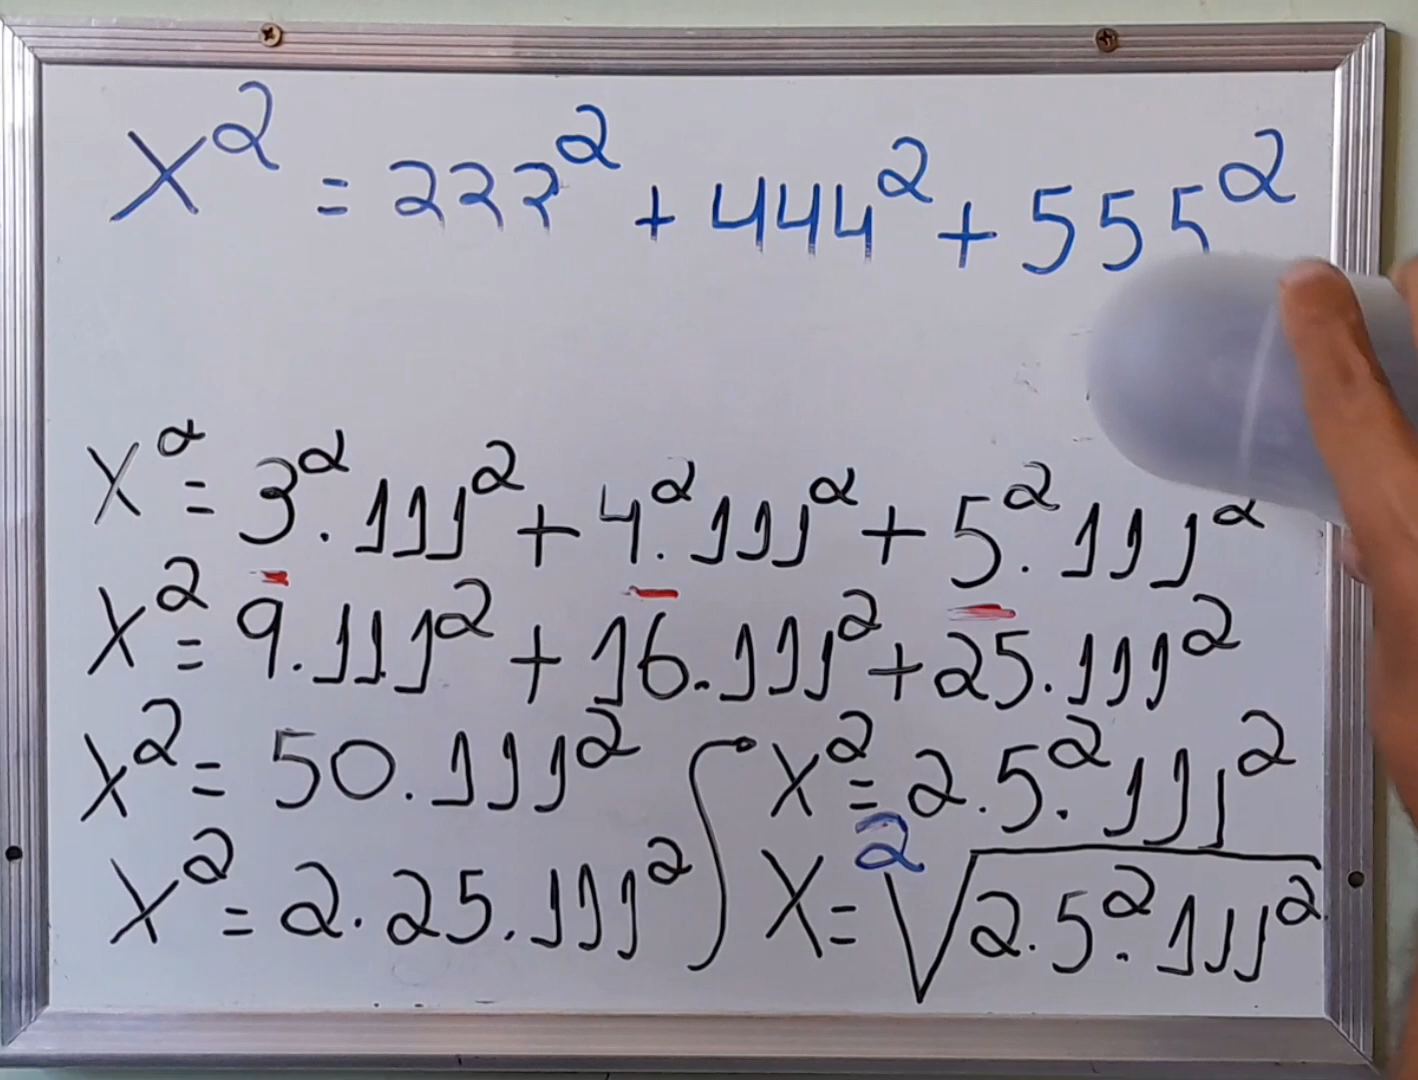 x² = 333² + 444² + 555²
x² = 3².111² + 4².111² + 5².111²
x² = 9.111² + 16.111² + 25.111²
x² = 50.111²
x² = 2.25.111²
x² = 2.5².111²
x = ²√2.5².111²